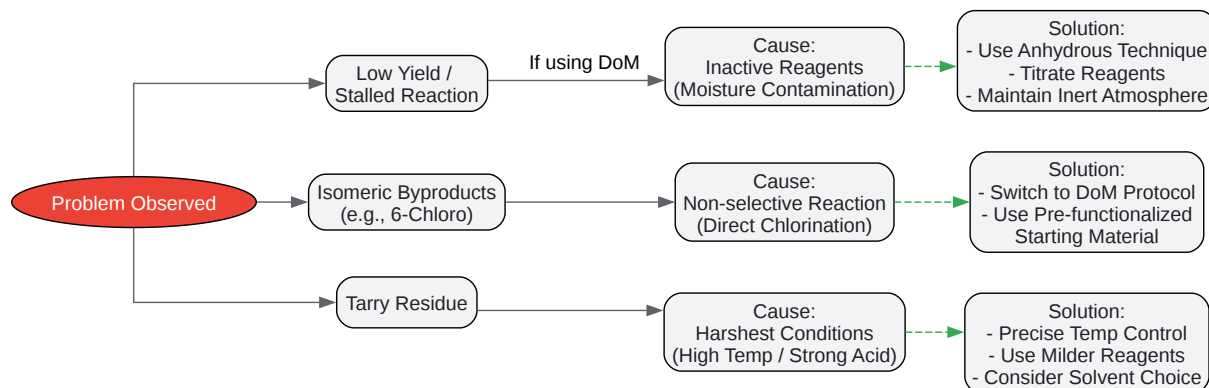 Problem Observed
Low Yield /
Stalled Reaction
If using DoM
Cause:
Inactive Reagents
(Moisture Contamination)
Solution:
- Use Anhydrous Technique
- Titrate Reagents
- Maintain Inert Atmosphere
Isomeric Byproducts
(e.g., 6-Chloro)
Cause:
Non-selective Reaction
(Direct Chlorination)
Solution:
- Switch to DoM Protocol
- Use Pre-functionalized
Starting Material
Tarry Residue
Cause:
Harshest Conditions
(High Temp / Strong Acid)
Solution:
- Precise Temp Control
- Use Milder Reagents
- Consider Solvent Choice